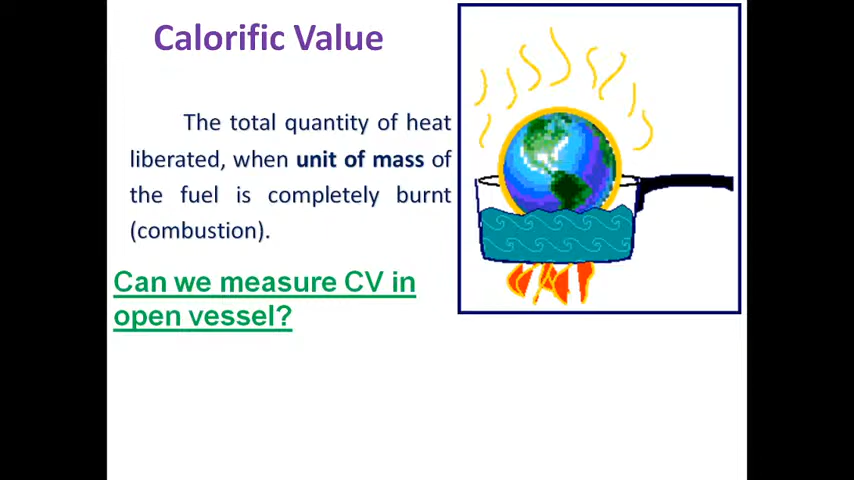 Calorific Value
The total quantity of heat
liberated, when unit of mass of
the fuel is completely burnt
(combustion).
Can we measure CV in
open vessel?